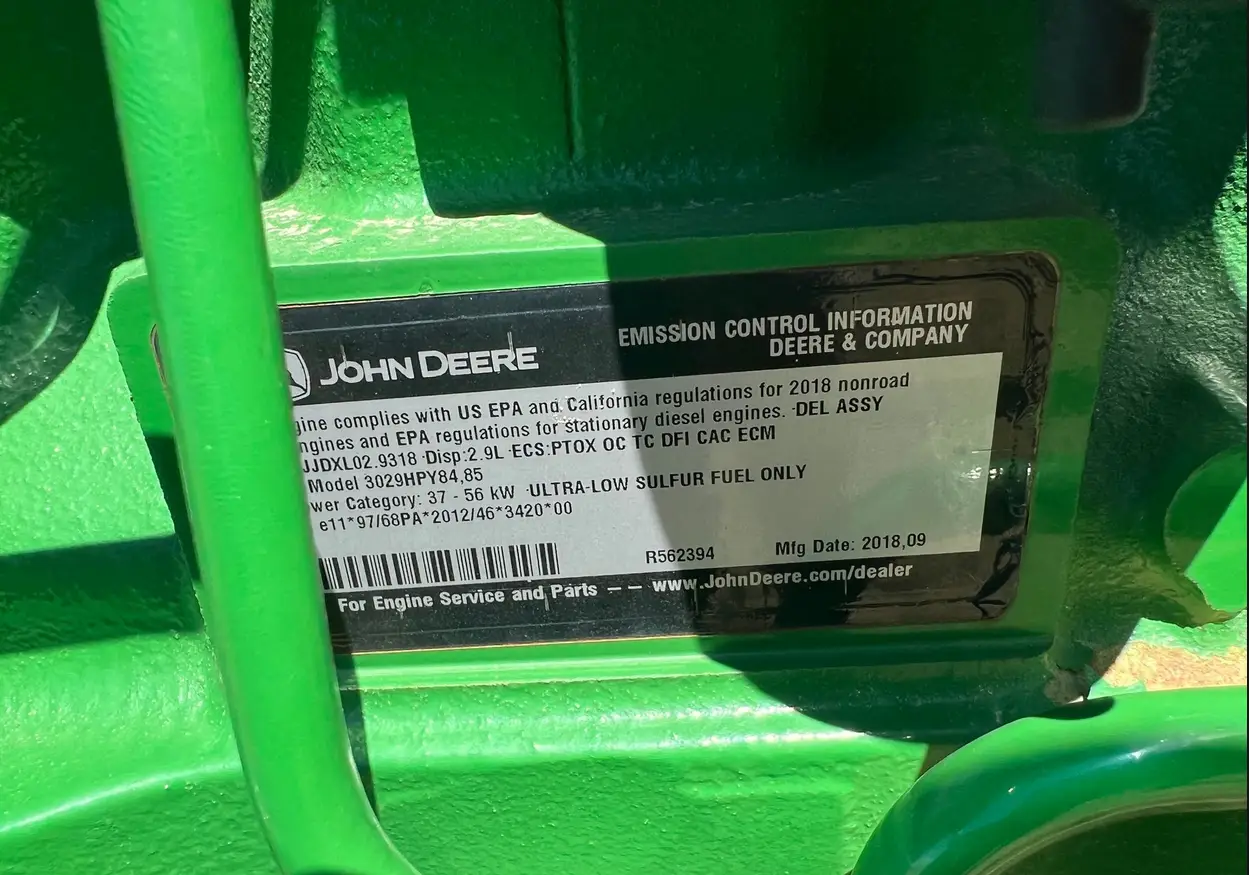 JOHN DEERE
EMISSION CONTROL INFORMATION
DEERE & COMPANY
gine complies with US EPA and California regulations for 2018 nonroad
ngines and EPA regulations for stationary diesel engines. ·DEL ASSY
JJDXL02.9318 ·Disp:2.9L ·ECS:PTOX OC TC DFI CAC ECM
Model 3029HPY84,85
wer Category: 37 - 56 kW ·ULTRA-LOW SULFUR FUEL ONLY
e11*97/68PA*2012/46*3420*00
R562394
Mfg Date: 2018,09
For Engine Service and Parts –– www.JohnDeere.com/dealer